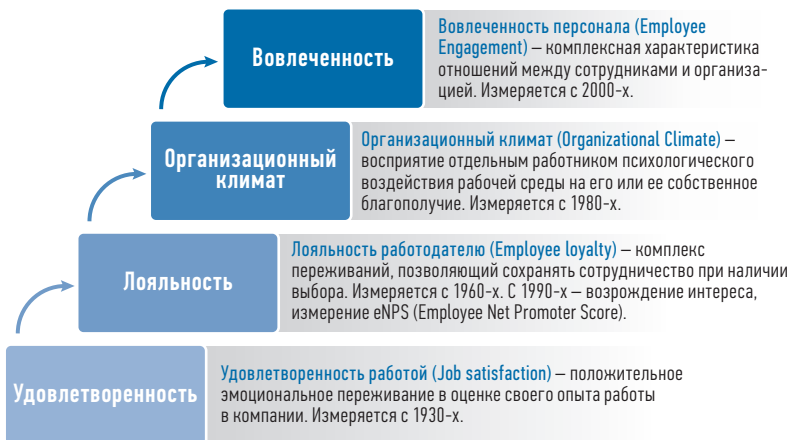 Вовлеченность
Вовлеченность персонала (Employee
Engagement) – комплексная характеристика
отношений между сотрудниками и организа-
цией. Измеряется с 2000-х.
Организационный
климат
Организационный климат (Organizational Climate) –
восприятие отдельным работником психологического
воздействия рабочей среды на его или ее собственное
благополучие. Измеряется с 1980-х.
Лояльность
Лояльность работодателю (Employee loyalty) – комплекс
переживаний, позволяющий сохранять сотрудничество при наличии
выбора. Измеряется с 1960-х. С 1990-х – возрождение интереса,
измерение eNPS (Employee Net Promoter Score).
Удовлетворенность
Удовлетворенность работой (Job satisfaction) – положительное
эмоциональное переживание в оценке своего опыта работы
в компании. Измеряется с 1930-х.